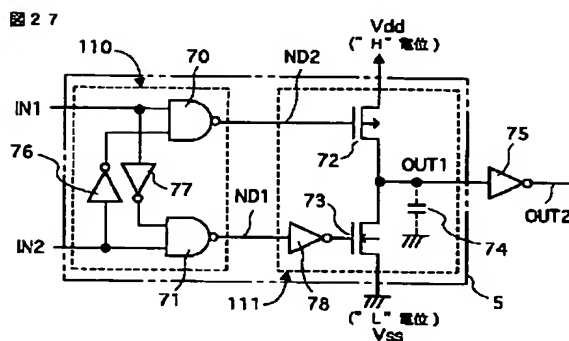 図27
110
70
ND2
Vdd
("H"電位)
IN1
72
OUT1
75
76
77
ND1
73
OUT2
IN2
74
71
111
78
("L"電位)
Vss
5